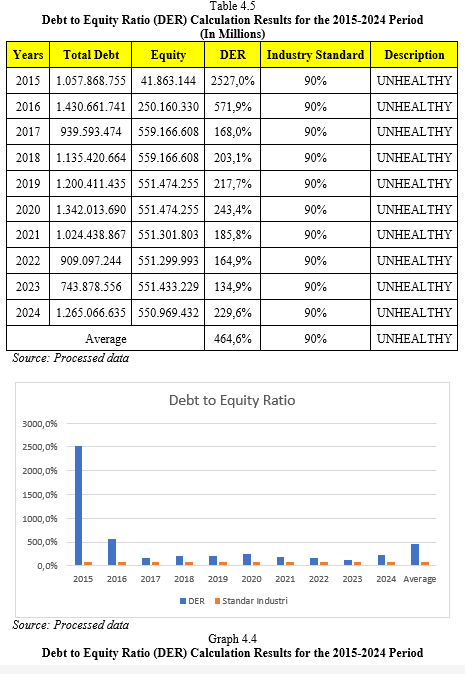 Table 4.5
Debt to Equity Ratio (DER) Calculation Results for the 2015-2024 Period
(In Millions)
Years Total Debt Equity DER Industry Standard Description
2015 1.057.868.755 41.863.144 2527,0% 90% UNHEALTHY
2016 1.430.661.741 250.160.330 571,9% 90% UNHEALTHY
2017 939.593.474 559.166.608 168,0% 90% UNHEALTHY
2018 1.135.420.664 559.166.608 203,1% 90% UNHEALTHY
2019 1.200.411.435 551.474.255 217,7% 90% UNHEALTHY
2020 1.342.013.690 551.474.255 243,4% 90% UNHEALTHY
2021 1.024.438.867 551.301.803 185,8% 90% UNHEALTHY
2022 909.097.244 551.299.993 164,9% 90% UNHEALTHY
2023 743.878.556 551.433.229 134,9% 90% UNHEALTHY
2024 1.265.066.635 550.969.432 229,6% 90% UNHEALTHY
Average 464,6% 90% UNHEALTHY
Source: Processed data
Debt to Equity Ratio
3000,0%
2500,0%
2000,0%
1500,0%
1000,0%
500,0%
0,0%
2015 2016 2017 2018 2019 2020 2021 2022 2023 2024 Average
DER Standar Industri
Source: Processed data
Graph 4.4
Debt to Equity Ratio (DER) Calculation Results for the 2015-2024 Period